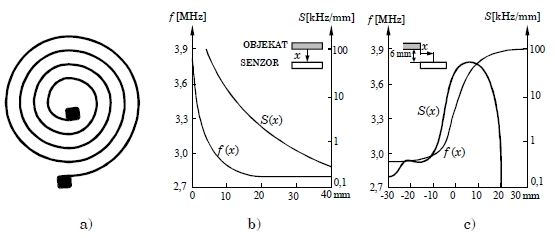 f [MHz]
S[kHz/mm]
3,9
3,6
3,3
3,0
2,7
OBJEKAT
x
SENZOR
S(x)
f(x)
100
10
1
0,1
0
10
20
30
40 mm
f [MHz]
S[kHz/mm]
3,9
3,6
3,3
3,0
2,7
x
6 mm
S(x)
f(x)
100
10
1
0,1
-30
-20
-10
0
10
20
30 mm
a)
b)
c)